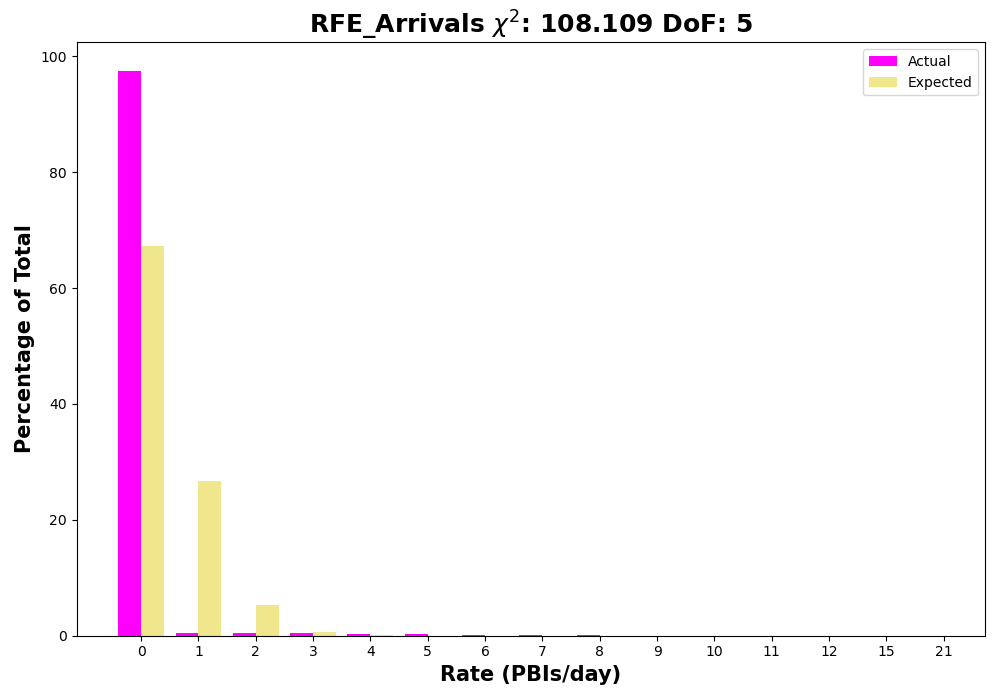 RFE_Arrivals χ²: 108.109 DoF: 5
Actual
Expected
Percentage of Total
100
80
60
40
20
0
0 1 2 3 4 5 6 7 8 9 10 11 12 15 21
Rate (PBIs/day)